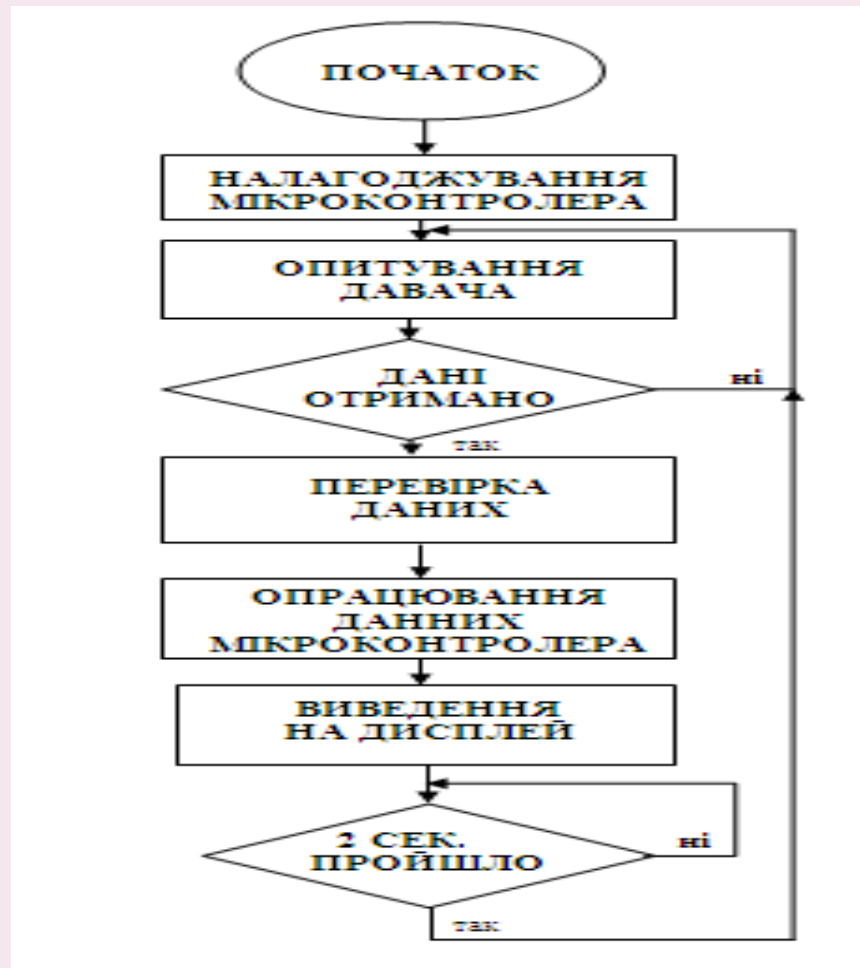 ПОЧАТОК
НАЛАГОДЖУВАННЯ
МІКРОКОНТРОЛЕРА
ОПИТУВАННЯ
ДАВАЧА
ДАНІ
ОТРИМАНО
ні
так
ПЕРЕВІРКА
ДАНИХ
ОПРАЦЮВАННЯ
ДАННИХ
МІКРОКОНТРОЛЕРА
ВИВЕДЕННЯ
НА ДИСПЛЕЙ
2 СЕК.
ПРОЙШЛО
ні
так